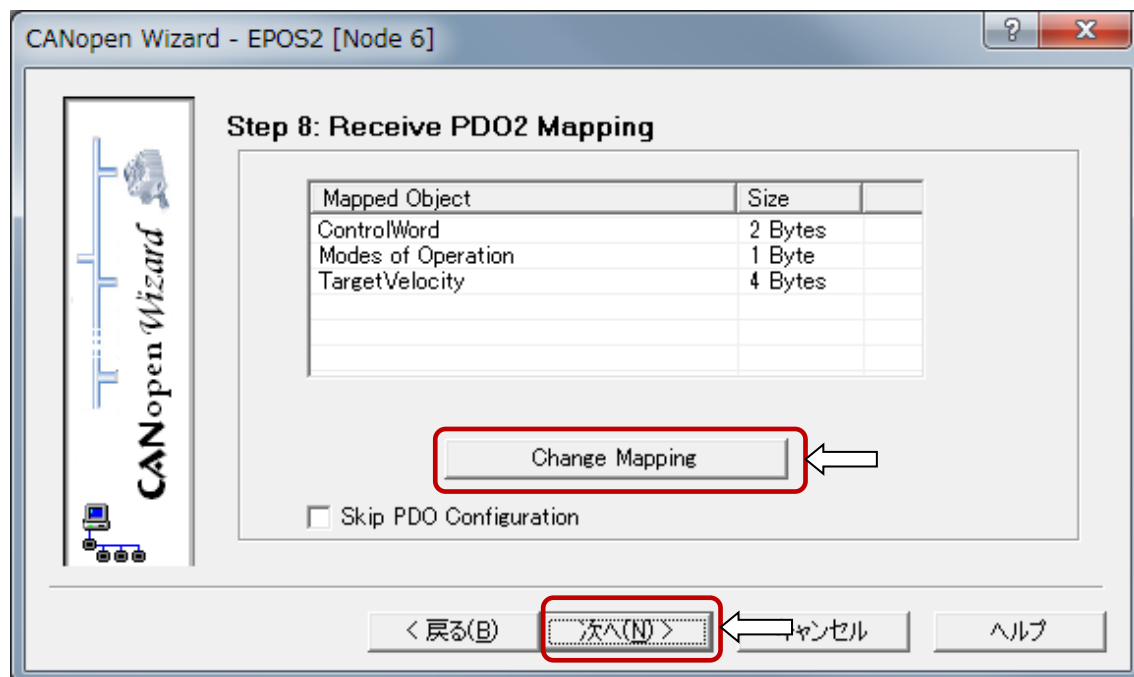 CANopen Wizard - EPOS2 [Node 6]
?
X
CANopen Wizard
Step 8: Receive PDO2 Mapping
Mapped Object Size
ControlWord 2 Bytes
Modes of Operation 1 Byte
TargetVelocity 4 Bytes
Change Mapping
Skip PDO Configuration
< 戻る(B) 次へ(N) > ャンセル ヘルプ